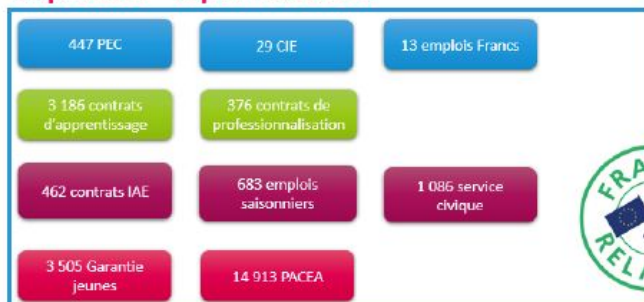 447 PEC
29 CIE
13 emplois Francs
3 186 contrats
d'apprentissage
376 contrats de
professionnalisation
462 contrats IAE
683 emplois
saisonniers
1 086 service
civique
3 505 Garantie
jeunes
14 913 PACEA